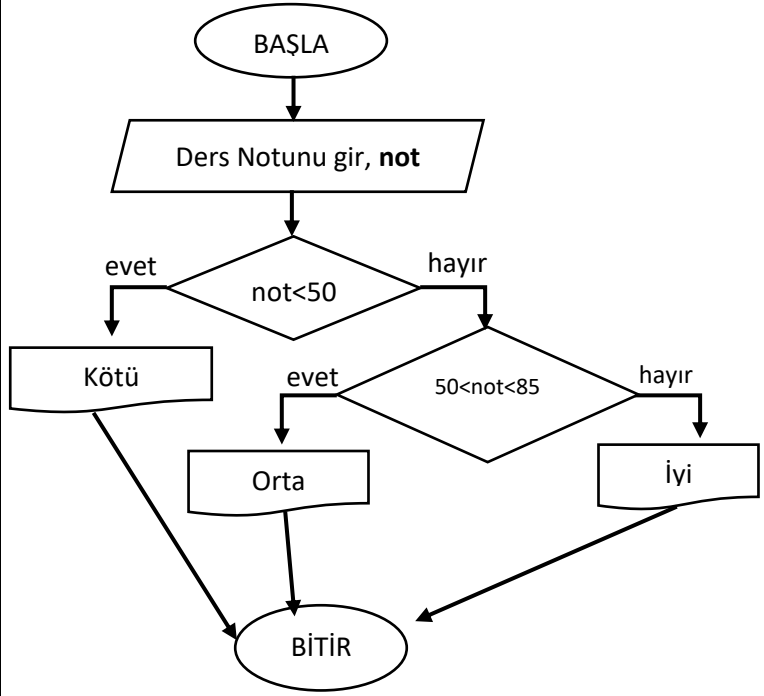 BAŞLA
Ders Notunu gir, not
evet
hayır
not<50
Kötü
evet
50<not<85
hayır
Orta
İyi
BİTİR